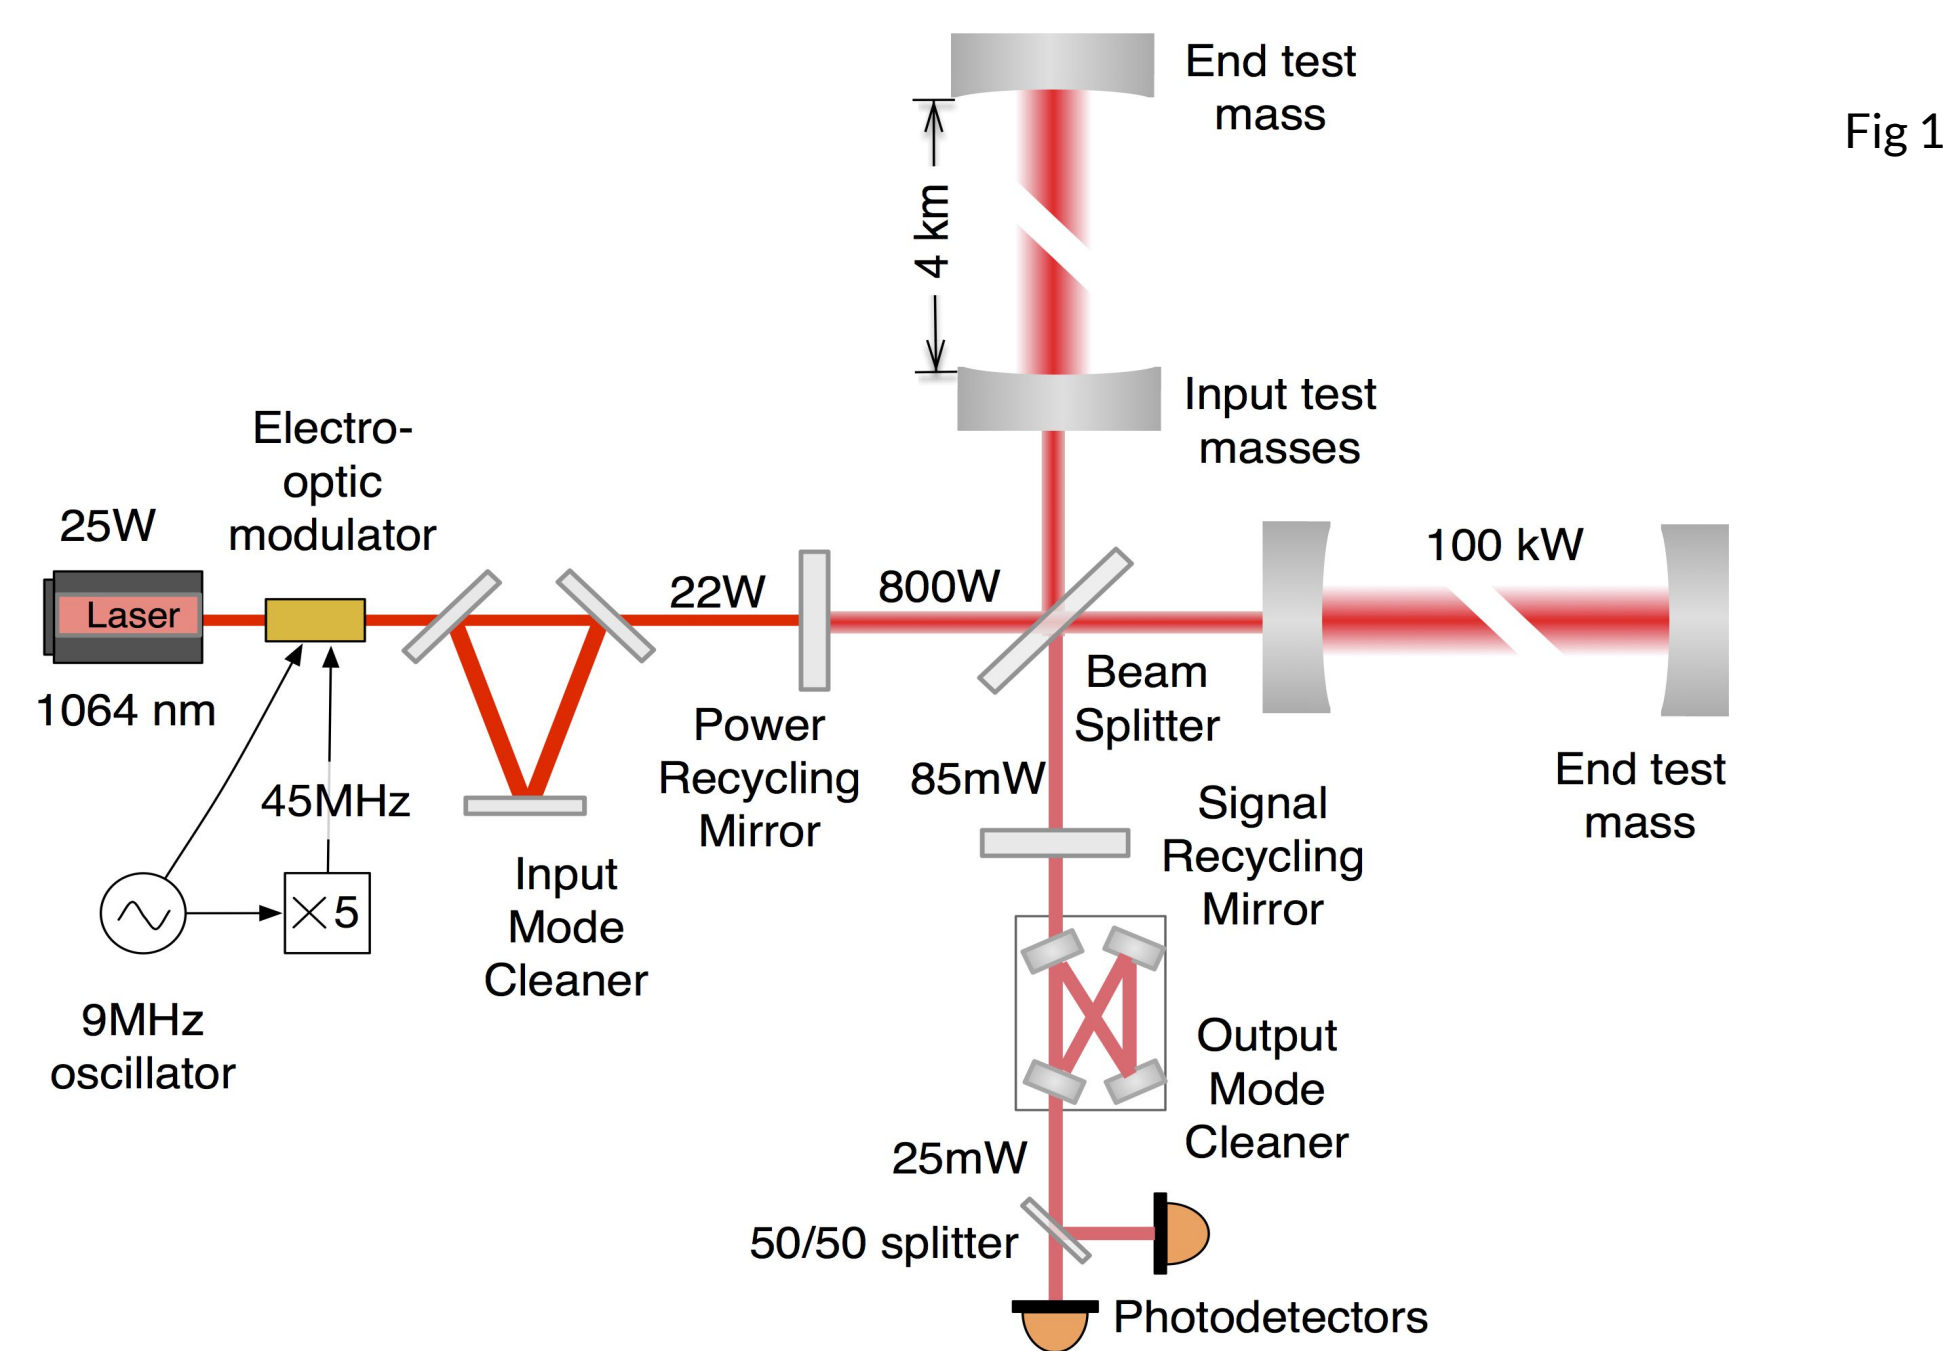 End test
mass
Fig 1
4 km
Input test
masses
Electro-
optic
modulator
25W
Laser
1064 nm
22W
800W
100 kW
Beam
Splitter
Power
Recycling
Mirror
45MHz
85mW
End test
mass
Signal
Recycling
Mirror
Input
Mode
Cleaner
×5
9MHz
oscillator
Output
Mode
Cleaner
25mW
50/50 splitter
Photodetectors